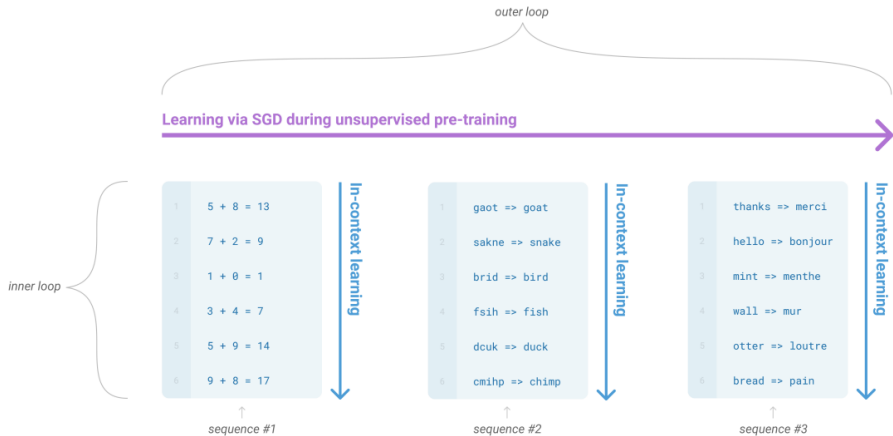 outer loop
Learning via SGD during unsupervised pre-training
inner loop
1 5 + 8 = 13
2 7 + 2 = 9
3 1 + 0 = 1
4 3 + 4 = 7
5 5 + 9 = 14
6 9 + 8 = 17
In-context learning
sequence #1
1 gaot => goat
2 sakne => snake
3 brid => bird
4 fsih => fish
5 dcuk => duck
6 cmihp => chimp
In-context learning
sequence #2
1 thanks => merci
2 hello => bonjour
3 mint => menthe
4 wall => mur
5 otter => loutre
6 bread => pain
In-context learning
sequence #3